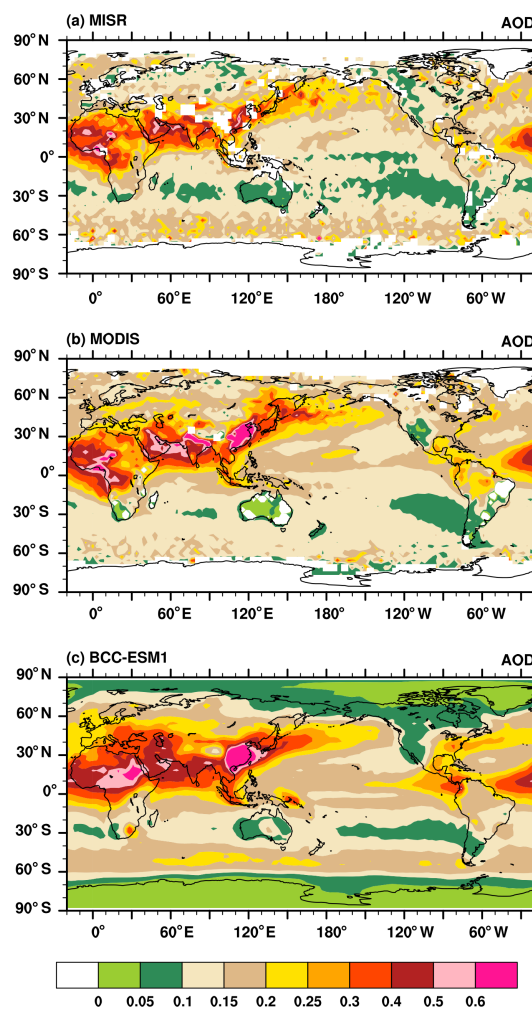 (a) MISR AOD
90° N
60° N
30° N
0°
30° S
60° S
90° S
0° 60° E 120° E 180° 120° W 60° W
(b) MODIS AOD
90° N
60° N
30° N
0°
30° S
60° S
90° S
0° 60° E 120° E 180° 120° W 60° W
(c) BCC-ESM1 AOD
90° N
60° N
30° N
0°
30° S
60° S
90° S
0° 60° E 120° E 180° 120° W 60° W
0 0.05 0.1 0.15 0.2 0.25 0.3 0.4 0.5 0.6